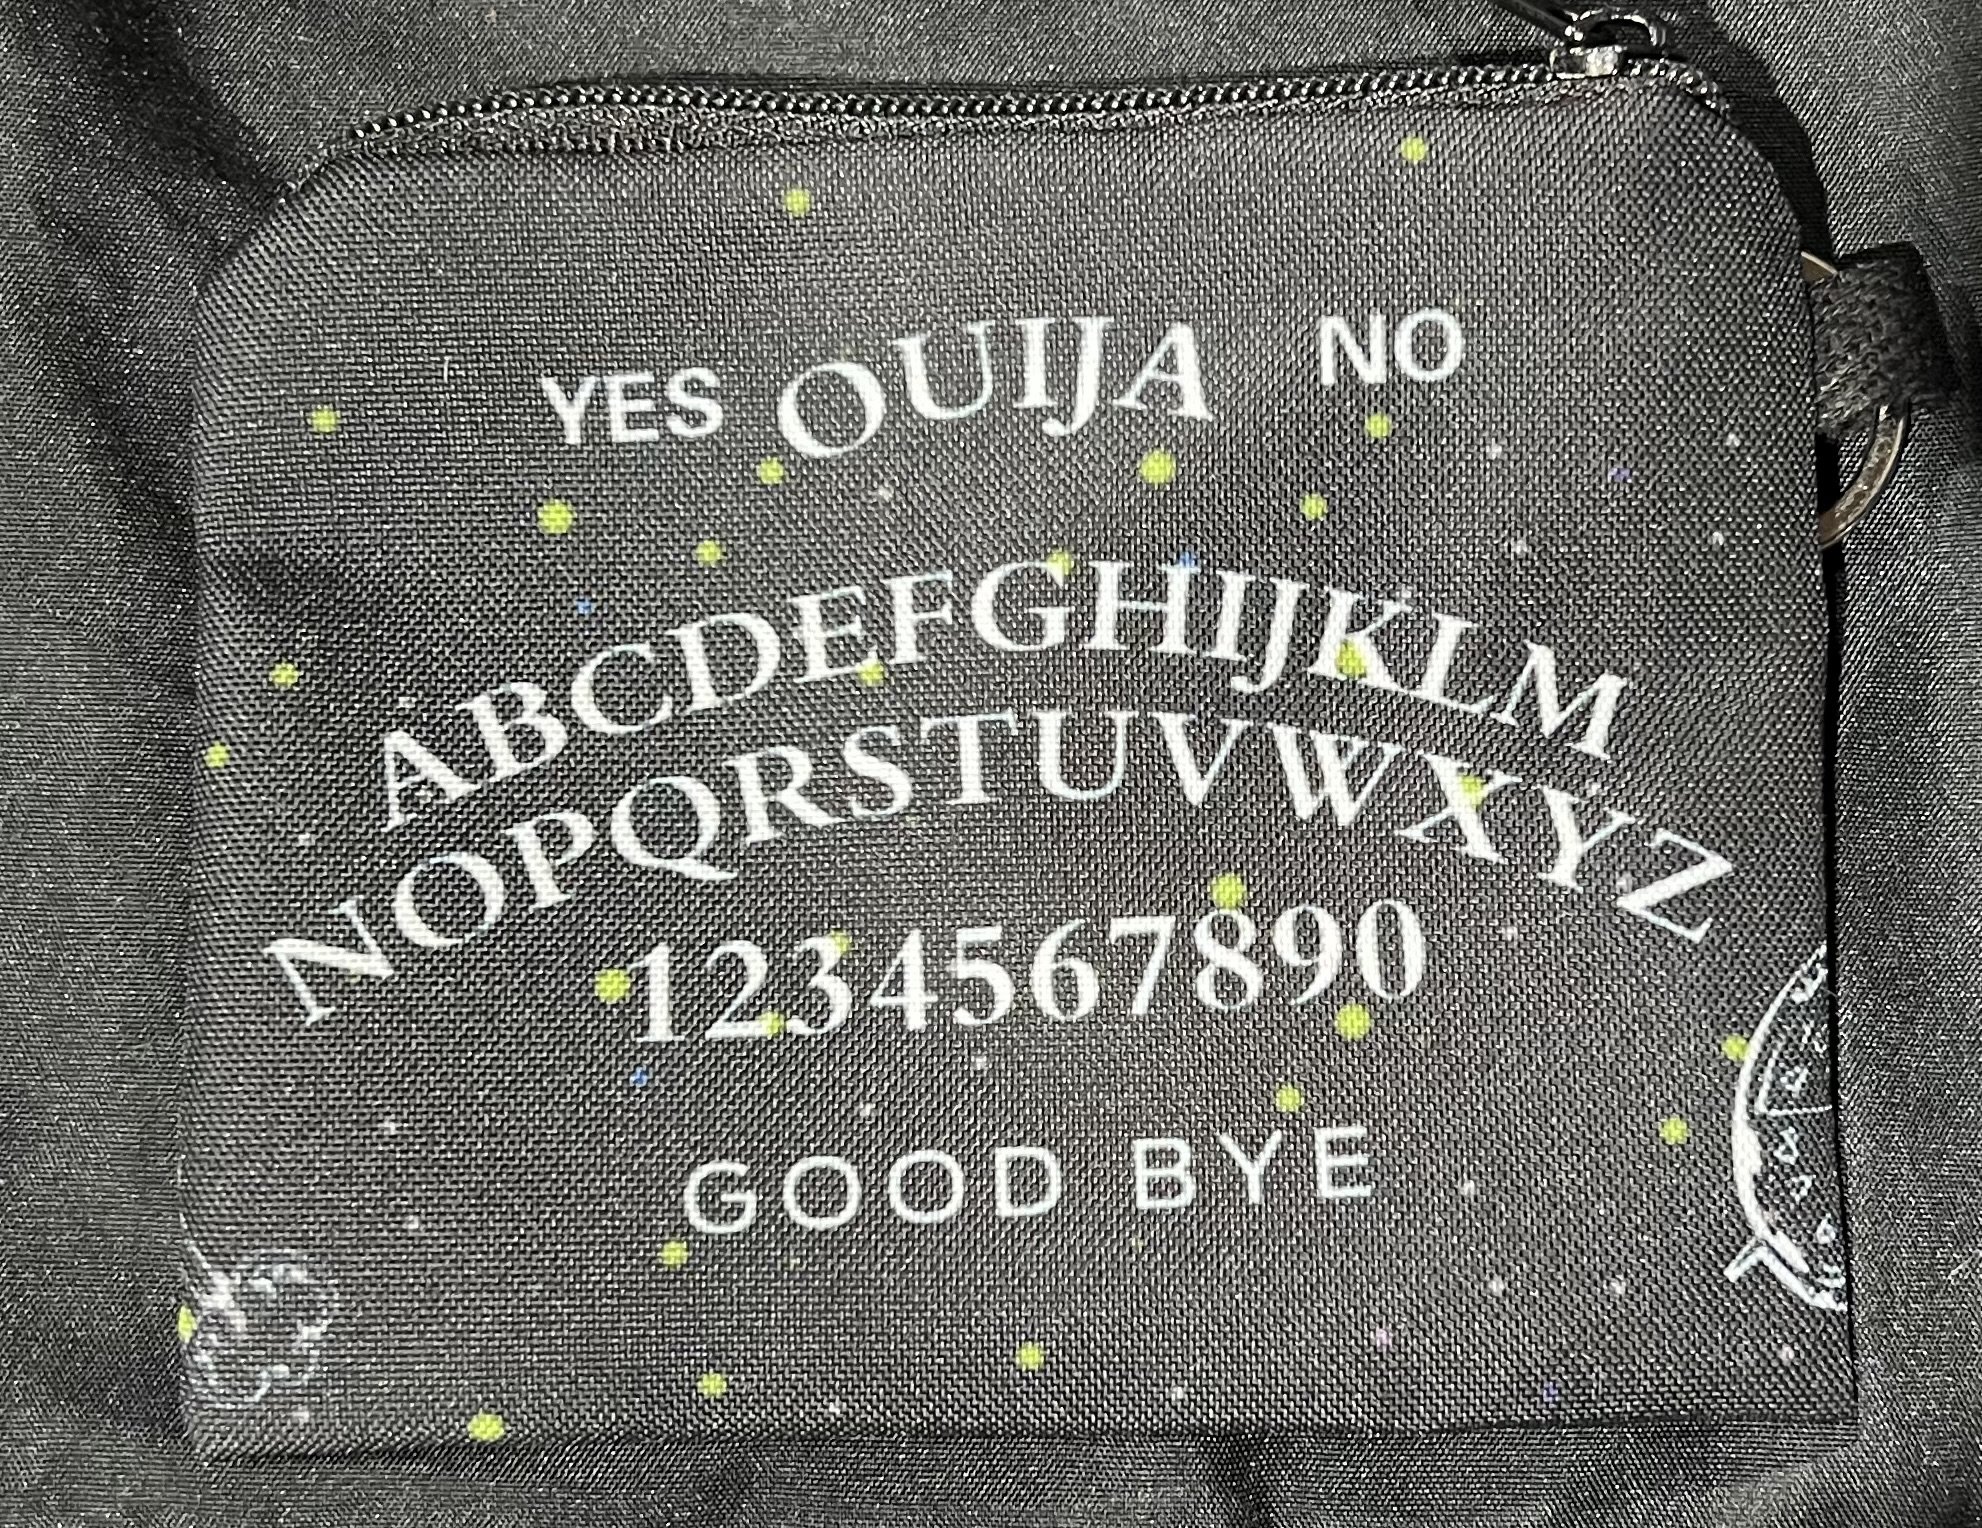 YES OUIJA NO
ABCDEFGHIJKLM
NOPQRSTUVWXYZ
1234567890
GOOD BYE